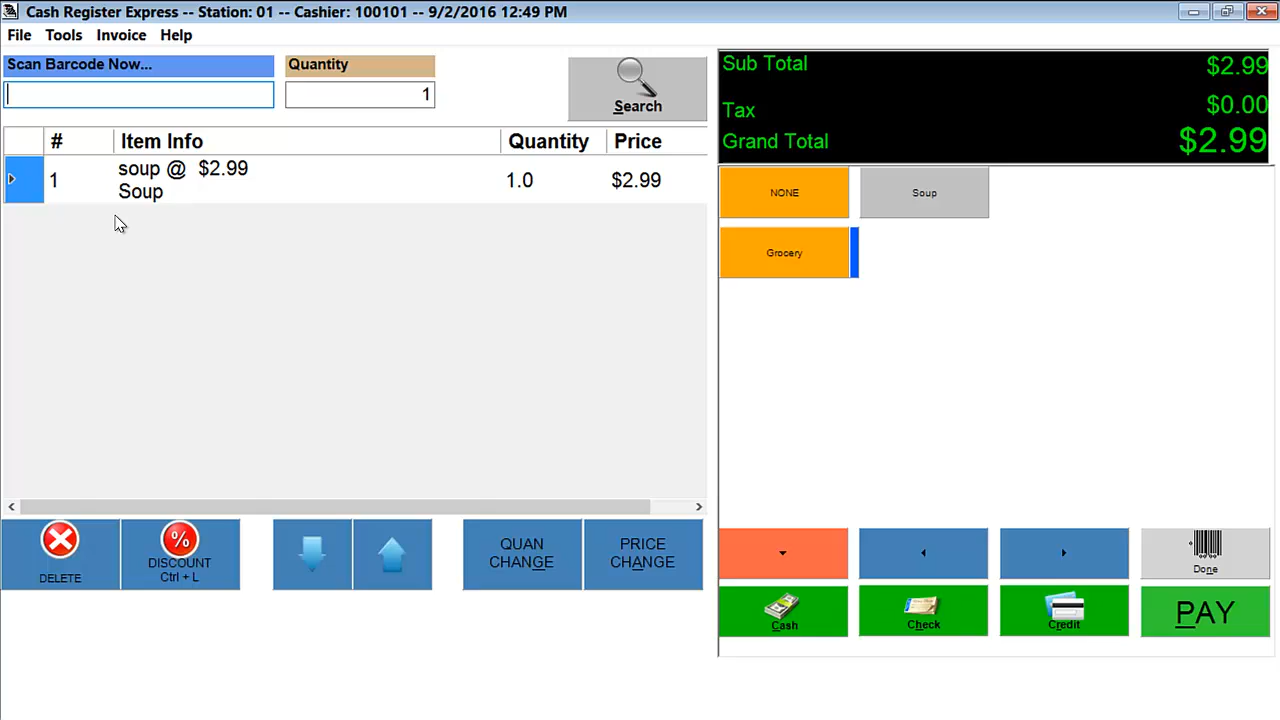 Cash Register Express -- Station: 01 -- Cashier: 100101 -- 9/2/2016 12:49 PM
File Tools Invoice Help
Scan Barcode Now...
Quantity
1
Search
# Item Info Quantity Price
1 soup @ $2.99 1.0 $2.99
Soup
Sub Total $2.99
Tax $0.00
Grand Total $2.99
NONE
Soup
Grocery
DELETE
% DISCOUNT
Ctrl + L
QUAN
CHANGE
PRICE
CHANGE
Done
Cash
Check
Credit
PAY